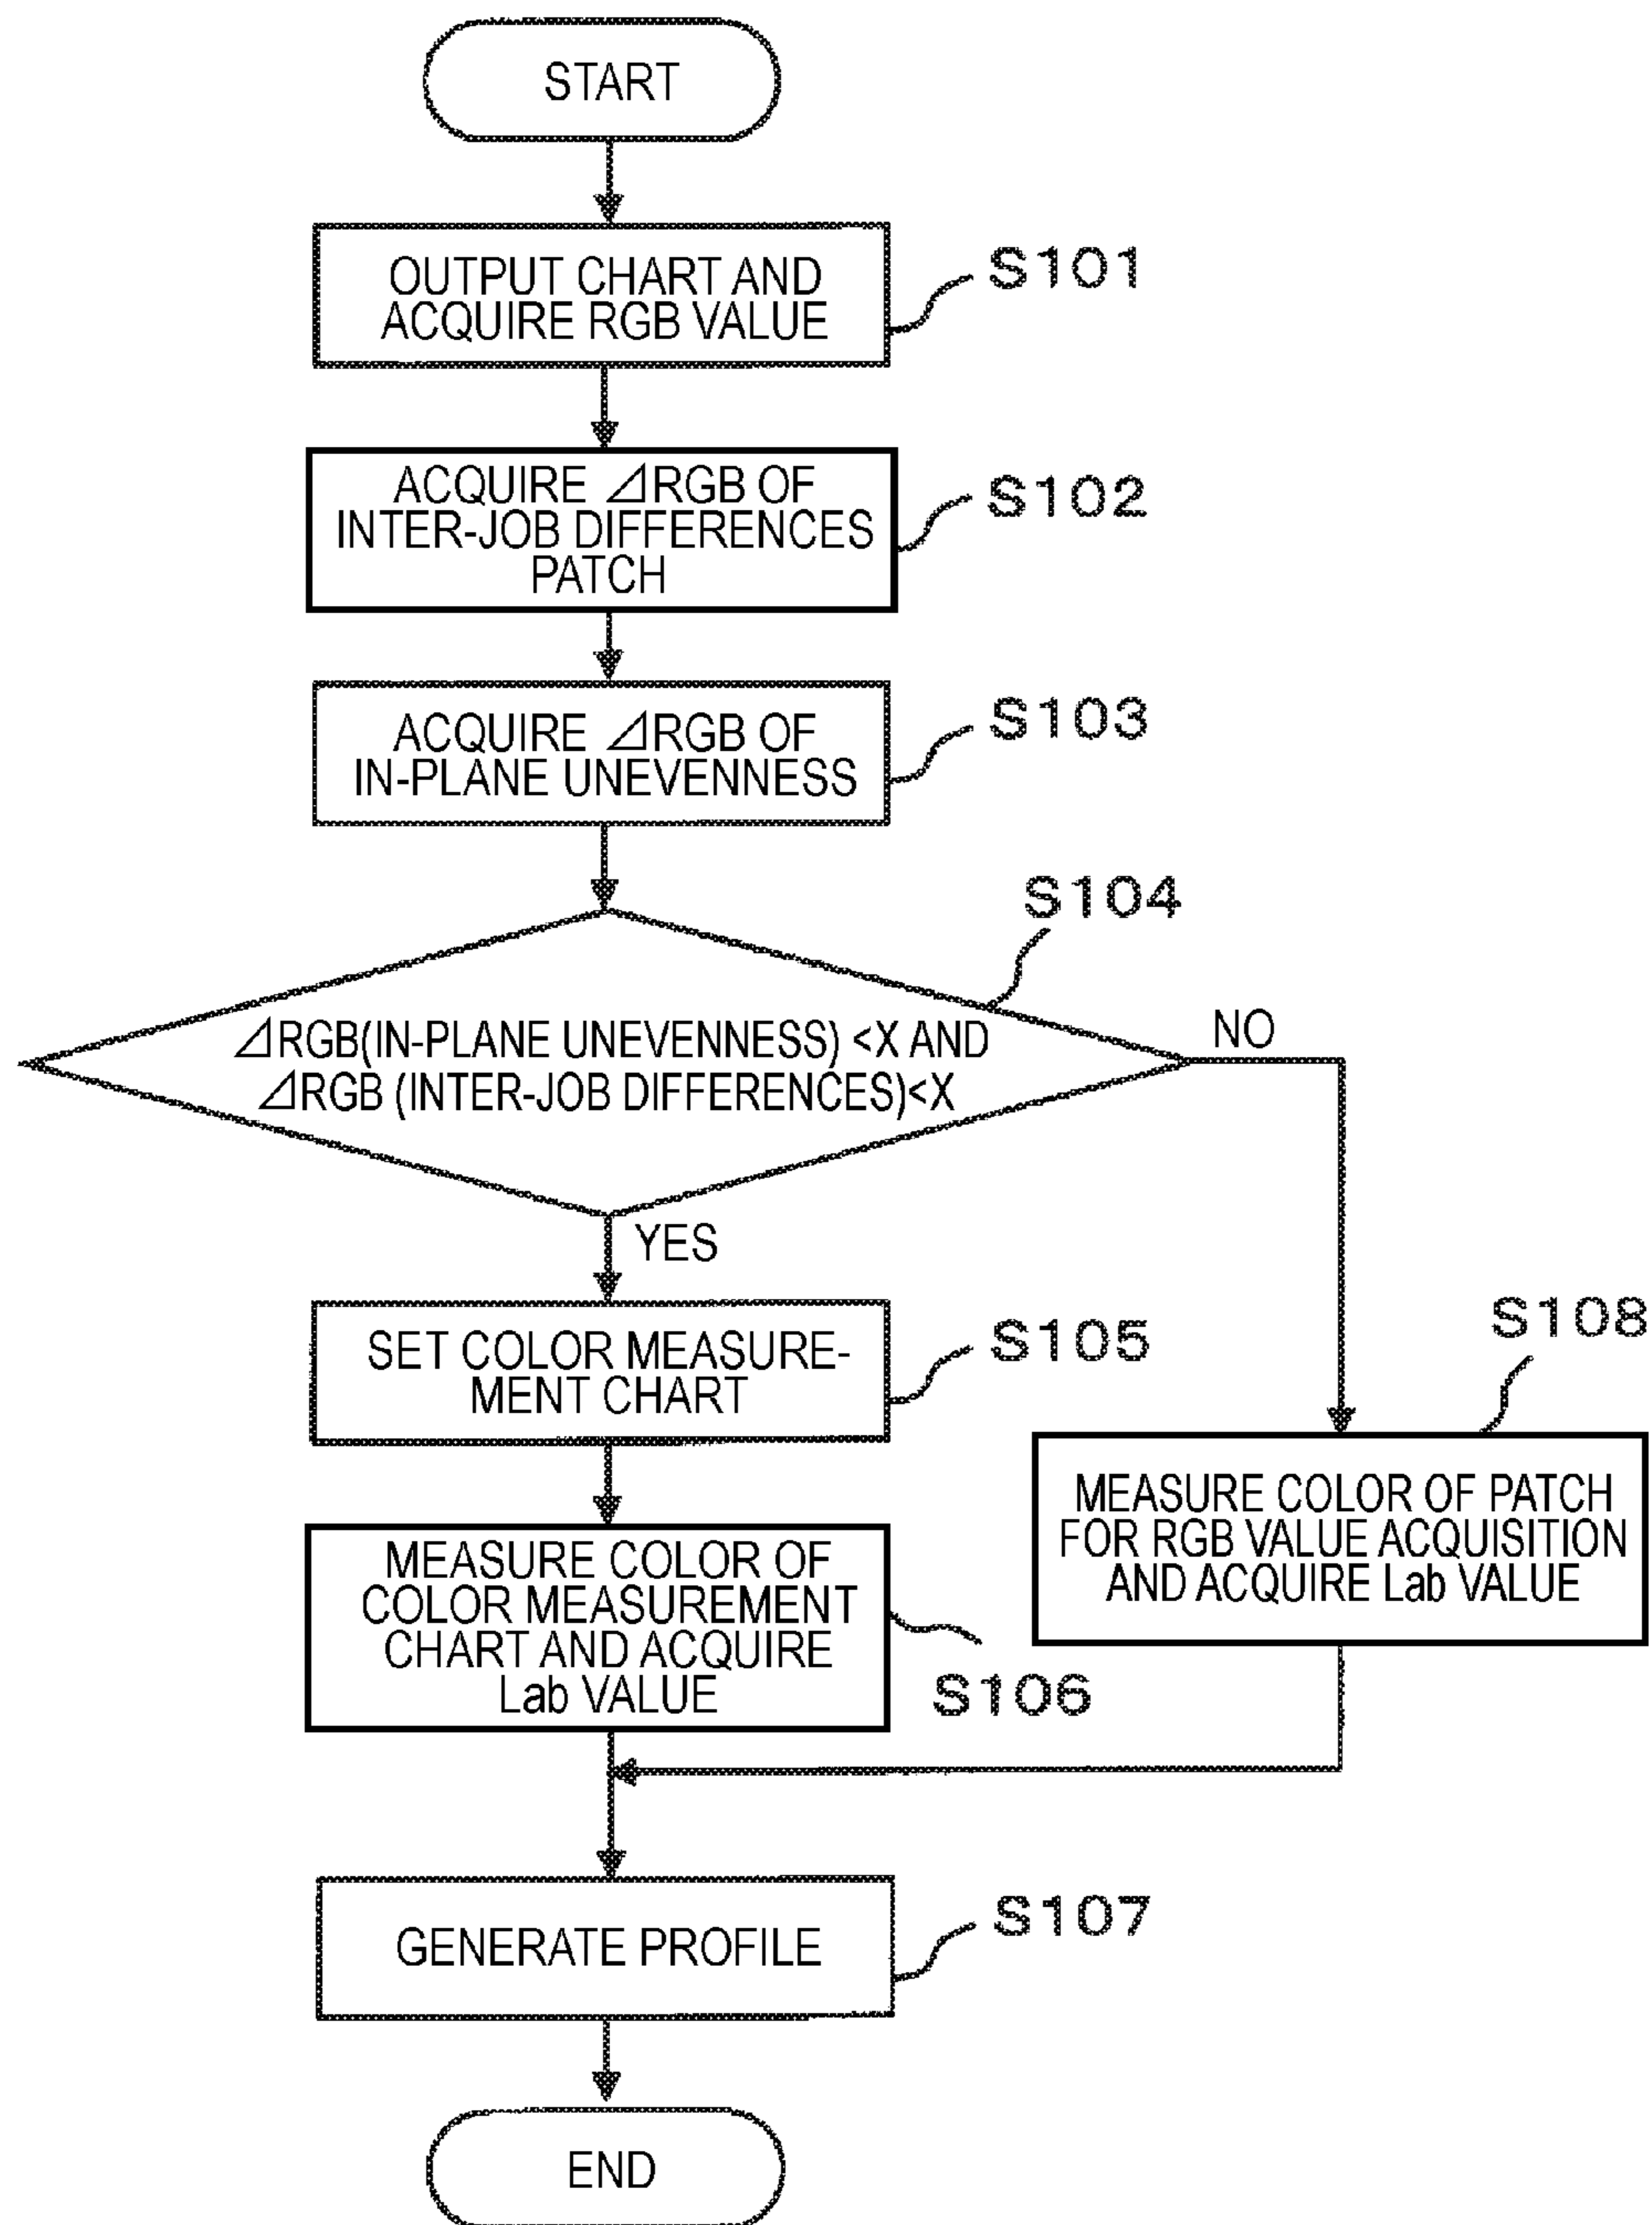 START
OUTPUT CHART AND
ACQUIRE RGB VALUE
S101
ACQUIRE ⊿RGB OF
INTER-JOB DIFFERENCES
PATCH
S102
ACQUIRE ⊿RGB OF
IN-PLANE UNEVENNESS
S103
S104
⊿RGB(IN-PLANE UNEVENNESS) <X AND
⊿RGB (INTER-JOB DIFFERENCES)<X
NO
YES
SET COLOR MEASURE-
MENT CHART
S105
S108
MEASURE COLOR OF PATCH
FOR RGB VALUE ACQUISITION
AND ACQUIRE Lab VALUE
MEASURE COLOR OF
COLOR MEASUREMENT
CHART AND ACQUIRE
Lab VALUE
S106
GENERATE PROFILE
S107
END